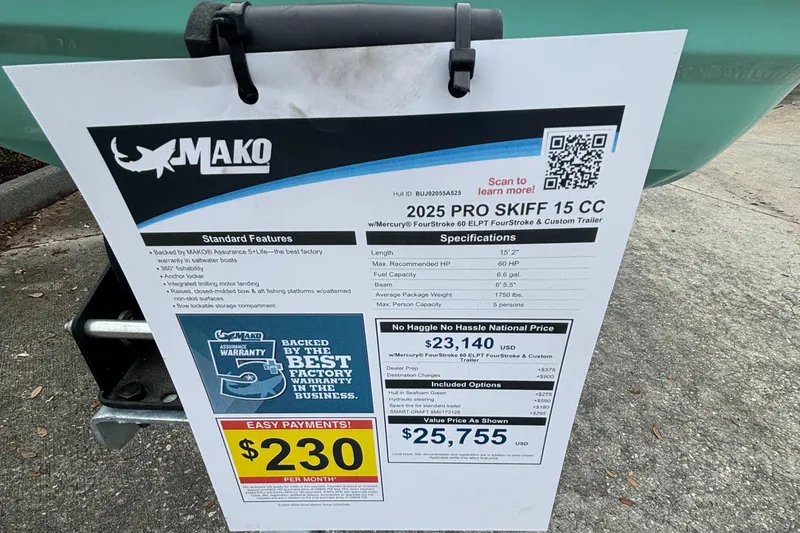 MAKO
Scan to
learn more!
Hull ID: BUJ92055A525
2025 PRO SKIFF 15 CC
w/Mercury® FourStroke 60 ELPT FourStroke & Custom Trailer
Standard Features
• Backed by MAKO® Assurance 5+Life—the best factory
warranty in saltwater boats
• 360° fishability
• Anchor locker
• Integrated trolling motor landing
• Raised, closed-molded bow & aft fishing platforms w/patterned
non-skid surfaces
• Bow lockable storage compartment
Specifications
Length 15' 2"
Max. Recommended HP 60 HP
Fuel Capacity 6.6 gal.
Beam 6' 5.5"
Average Package Weight 1750 lbs.
Max. Person Capacity 5 persons
MAKO
ASSURANCE
WARRANTY
5
BACKED
BY THE
BEST
FACTORY
WARRANTY
IN THE
BUSINESS.
No Haggle No Hassle National Price
$23,140 USD
w/Mercury® FourStroke 60 ELPT FourStroke & Custom
Trailer
Dealer Prep +$375
Destination Charges +$900
Included Options
Hull in Seafoam Green +$275
Hydraulic steering +$590
Spare tire for standard trailer +$180
SMART CRAFT 8M0173128 +$295
Value Price As Shown
$25,755 USD
EASY PAYMENTS!
$230
PER MONTH*